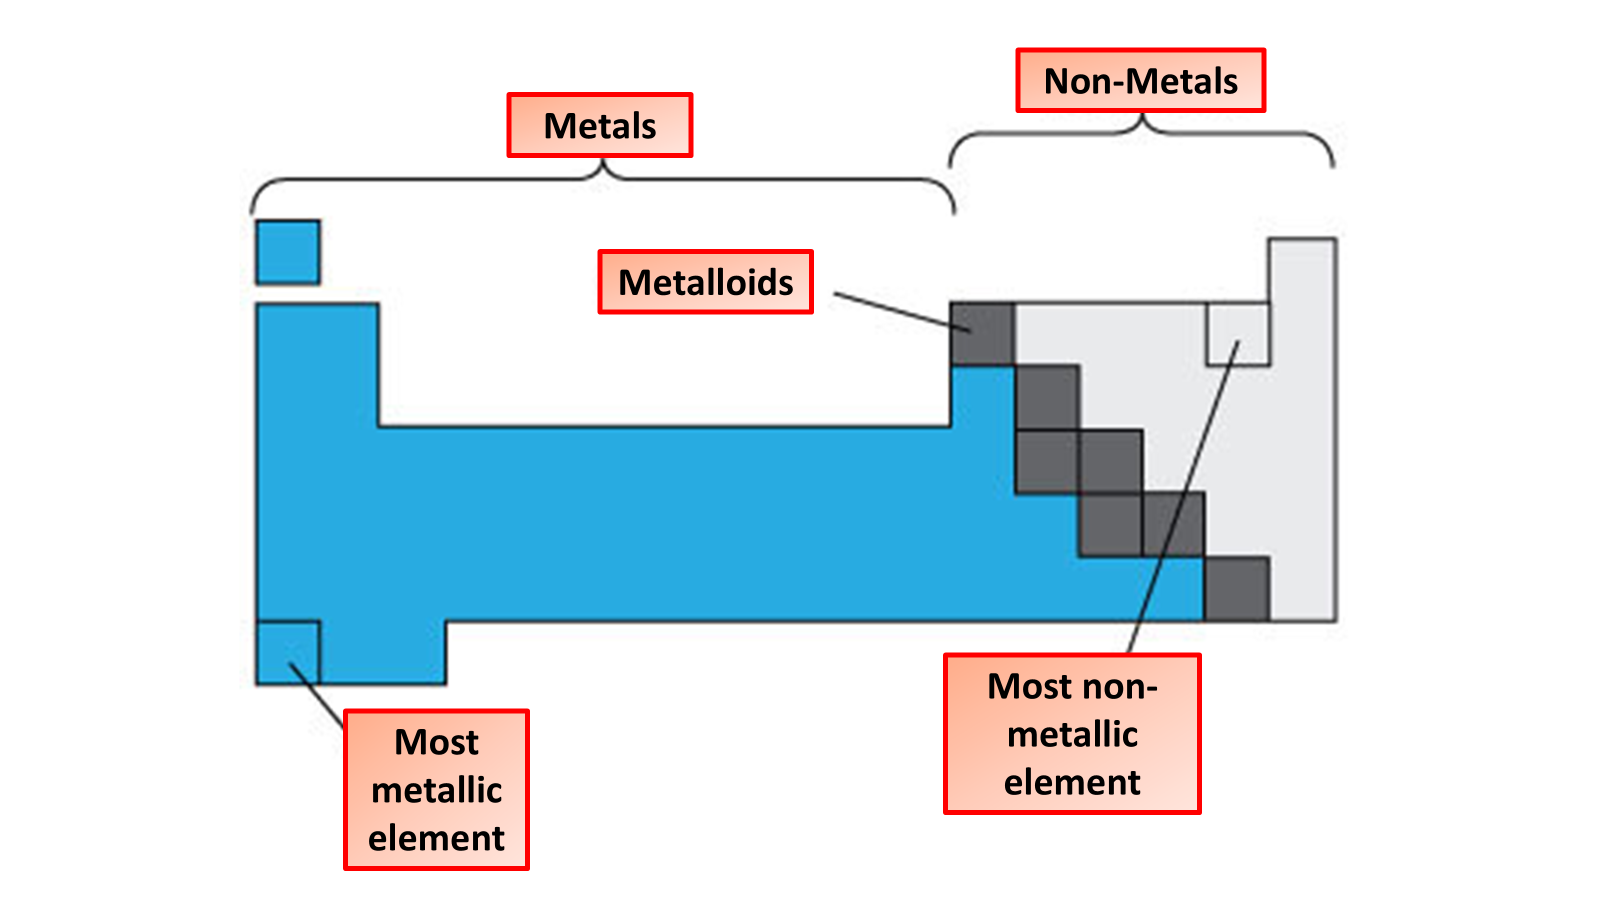 Non-Metals
Metals
Metalloids
Most non-
metallic
element
Most
metallic
element